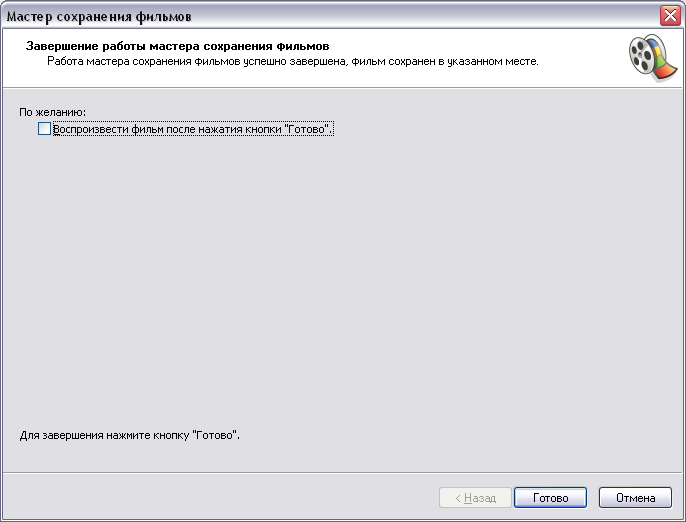 Мастер сохранения фильмов
Завершение работы мастера сохранения фильмов
Работа мастера сохранения фильмов успешно завершена, фильм сохранен в указанном месте.
По желанию:
Воспроизвести фильм после нажатия кнопки "Готово".
Для завершения нажмите кнопку "Готово".
< Назад Готово Отмена